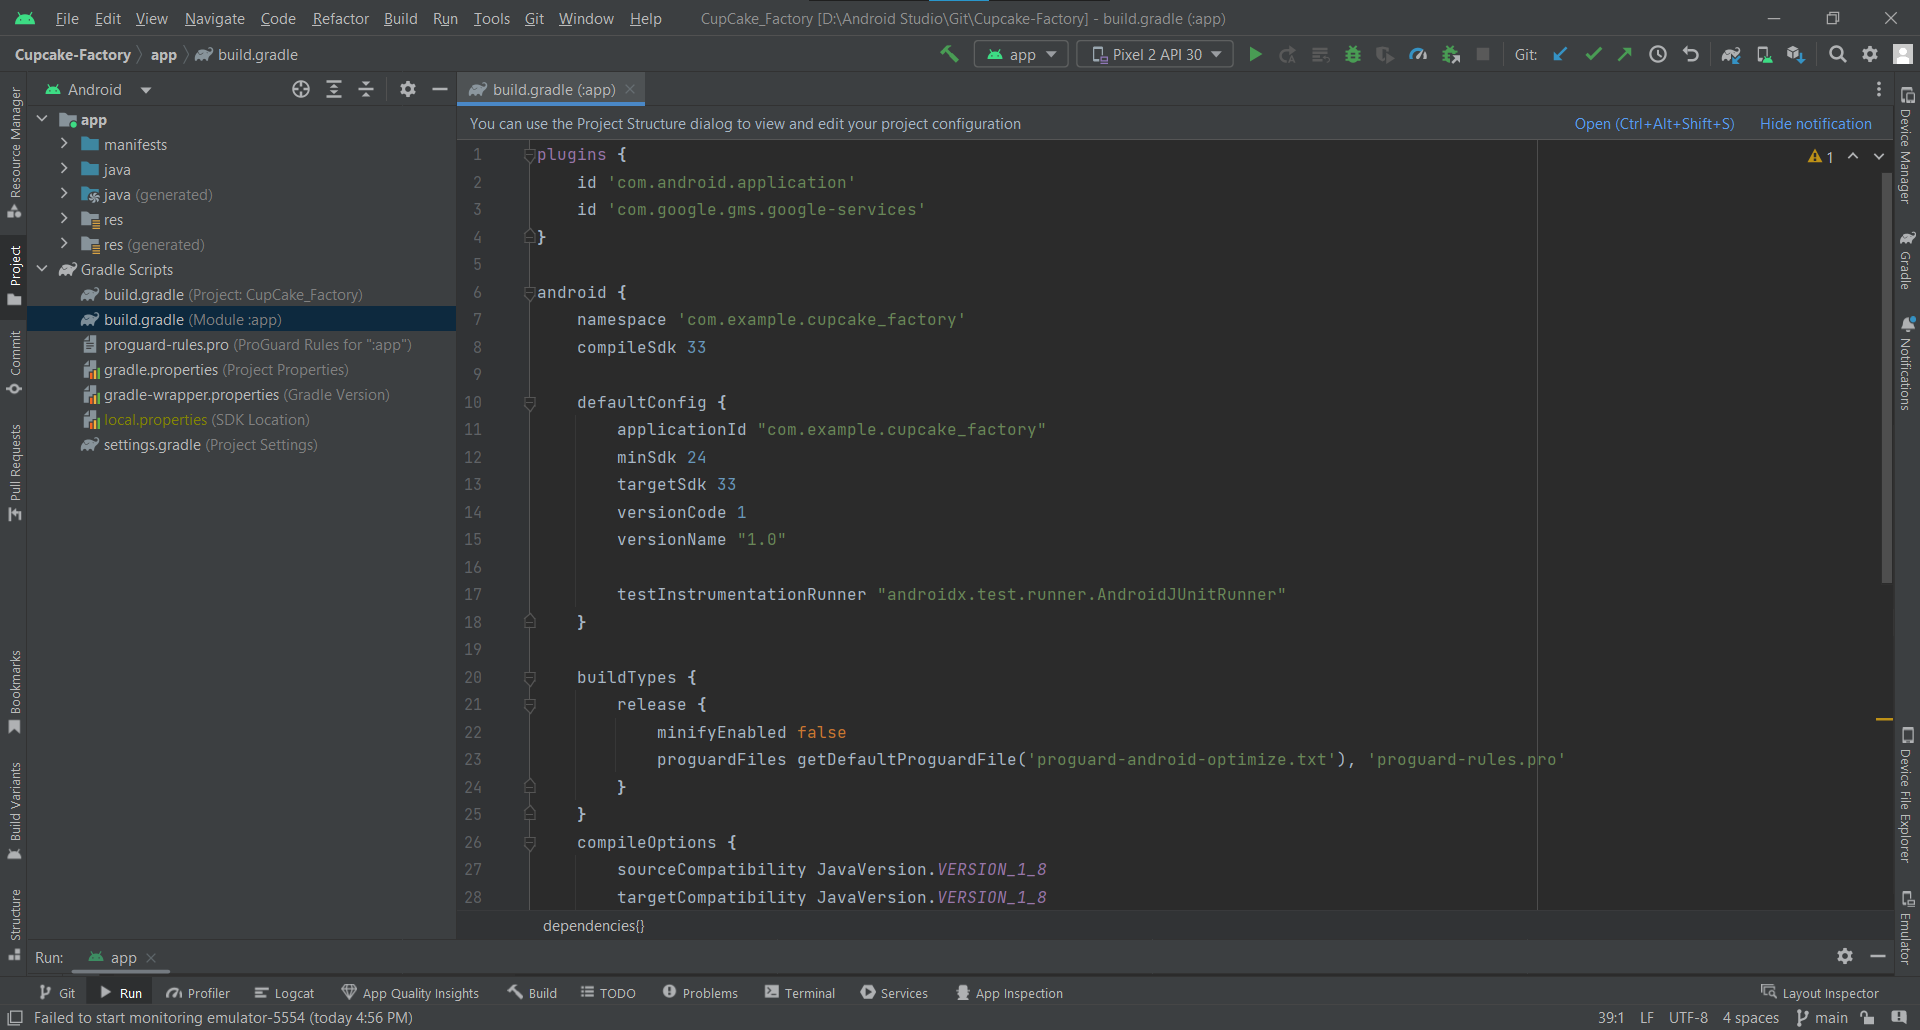 File Edit View Navigate Code Refactor Build Run Tools Git Window Help CupCake_Factory [D:\Android Studio\Git\Cupcake-Factory] - build.gradle (:app)
Cupcake-Factory app build.gradle app Pixel 2 API 30 Git:
Android
build.gradle (:app)
You can use the Project Structure dialog to view and edit your project configuration Open (Ctrl+Alt+Shift+S) Hide notification
Resource Manager
Project
Commit
Pull Requests
Bookmarks
Build Variants
Structure
app
manifests
java
java (generated)
res
res (generated)
Gradle Scripts
build.gradle (Project: CupCake_Factory)
build.gradle (Module :app)
proguard-rules.pro (ProGuard Rules for ":app")
gradle.properties (Project Properties)
gradle-wrapper.properties (Gradle Version)
local.properties (SDK Location)
settings.gradle (Project Settings)
1 plugins { 1
2 id 'com.android.application'
3 id 'com.google.gms.google-services'
4 }
5
6 android {
7 namespace 'com.example.cupcake_factory'
8 compileSdk 33
9
10 defaultConfig {
11 applicationId "com.example.cupcake_factory"
12 minSdk 24
13 targetSdk 33
14 versionCode 1
15 versionName "1.0"
16
17 testInstrumentationRunner "androidx.test.runner.AndroidJUnitRunner"
18 }
19
20 buildTypes {
21 release {
22 minifyEnabled false
23 proguardFiles getDefaultProguardFile('proguard-android-optimize.txt'), 'proguard-rules.pro'
24 }
25 }
26 compileOptions {
27 sourceCompatibility JavaVersion.VERSION_1_8
28 targetCompatibility JavaVersion.VERSION_1_8
dependencies{}
Device Manager
Gradle
Notifications
Device File Explorer
Emulator
Run: app
Git Run Profiler Logcat App Quality Insights Build TODO Problems Terminal Services App Inspection Layout Inspector
Failed to start monitoring emulator-5554 (today 4:56 PM) 39:1 LF UTF-8 4 spaces main